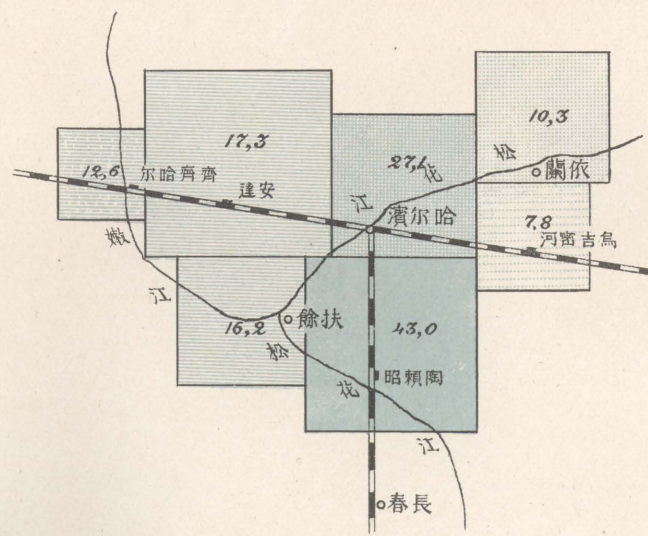 10,3
17,3
27,1
松
花
江
12,6
齊齊哈尔
依蘭
安達
哈尔濱
7,8
烏吉密河
嫩
江
16,2
扶餘
43,0
松
花
江
陶賴昭
長春